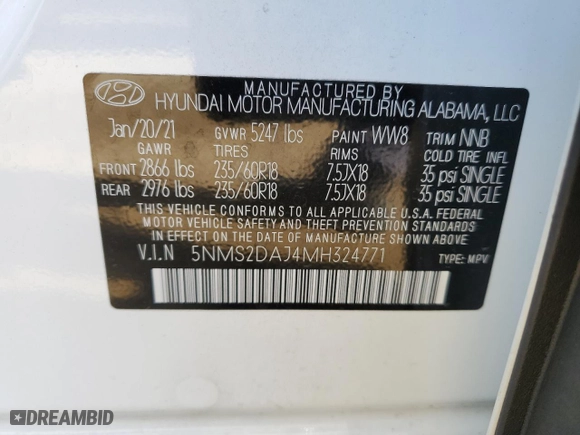 MANUFACTURED BY
HYUNDAI MOTOR MANUFACTURING ALABAMA, LLC
Jan/20/21 GVWR 5247 lbs PAINT WW8 TRIM NNB
GAWR TIRES RIMS COLD TIRE INFL
FRONT 2866 lbs 235/60R18 7.5JX18 35 psi SINGLE
REAR 2976 lbs 235/60R18 7.5JX18 35 psi SINGLE
THIS VEHICLE CONFORMS TO ALL APPLICABLE U.S.A. FEDERAL
MOTOR VEHICLE SAFETY AND THEFT PREVENTION STANDARDS
IN EFFECT ON THE DATE OF MANUFACTURE SHOWN ABOVE.
V.I.N 5NMS2DAJ4MH324771 TYPE: MPV
DREAMBID